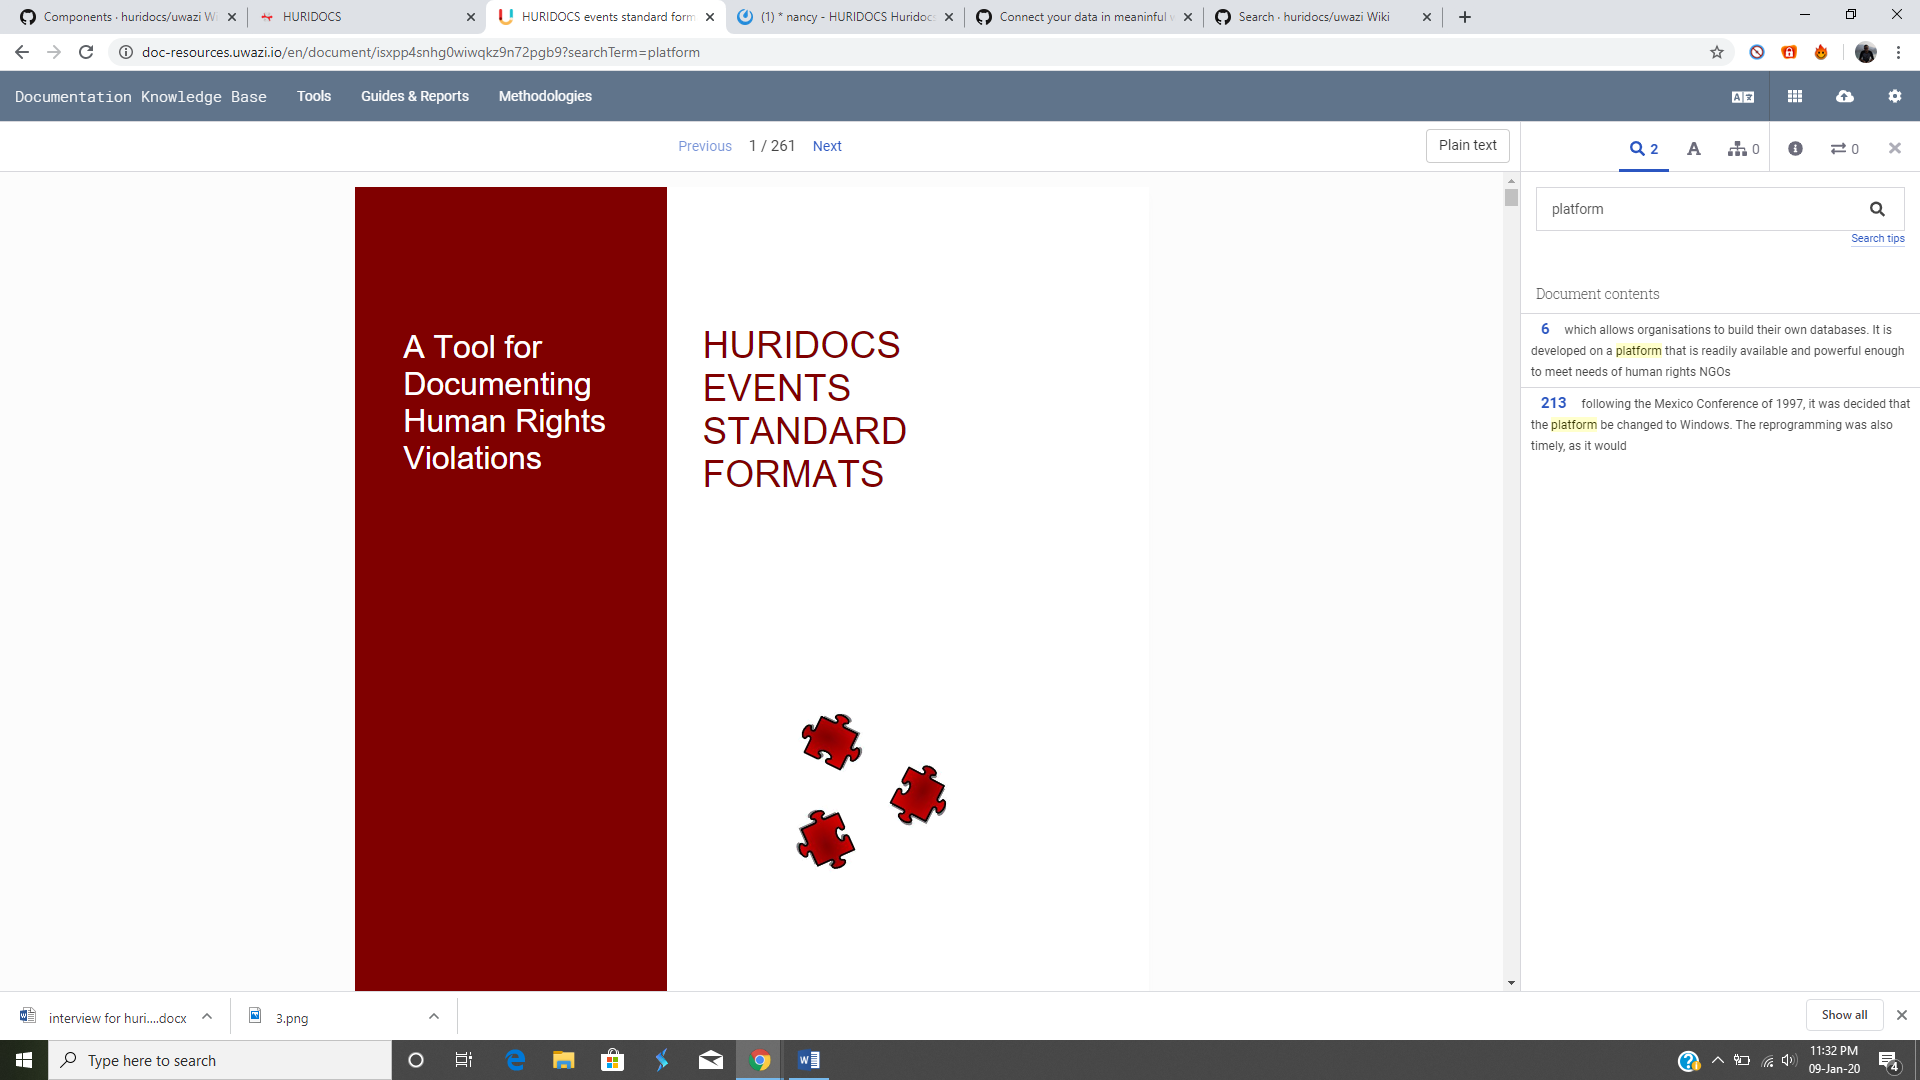 Components · huridocs/uwazi Wi
HURIDOCS
HURIDOCS events standard form
(1) * nancy - HURIDOCS Huridocs
Connect your data in meaninful w
Search · huridocs/uwazi Wiki
doc-resources.uwazi.io/en/document/isxpp4snhg0wiwqkz9n72pgb9?searchTerm=platform
Documentation Knowledge Base
Tools
Guides & Reports
Methodologies
Previous
1 / 261
Next
Plain text
2
A
0
0
platform
Search tips
Document contents
6 which allows organisations to build their own databases. It is
developed on a platform that is readily available and powerful enough
to meet needs of human rights NGOs
213 following the Mexico Conference of 1997, it was decided that
the platform be changed to Windows. The reprogramming was also
timely, as it would
A Tool for
Documenting
Human Rights
Violations
HURIDOCS
EVENTS
STANDARD
FORMATS
interview for huri....docx
3.png
Show all
Type here to search
11:32 PM
09-Jan-20
4